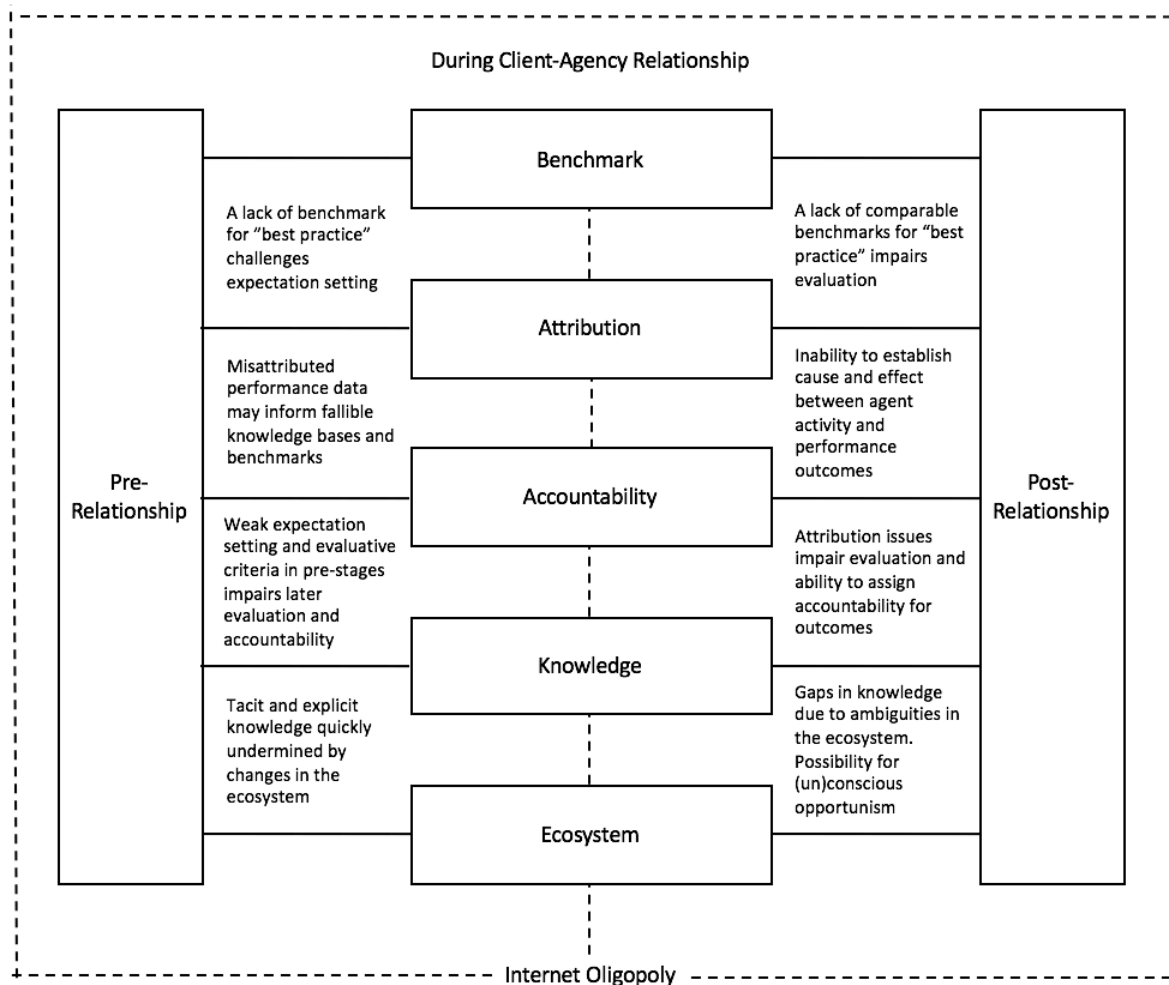 During Client-Agency Relationship
Benchmark
A lack of benchmark
for “best practice”
challenges
expectation setting
A lack of comparable
benchmarks for “best
practice” impairs
evaluation
Attribution
Misattributed
performance data
may inform fallible
knowledge bases and
benchmarks
Inability to establish
cause and effect
between agent
activity and
performance
outcomes
Pre-
Relationship
Accountability
Post-
Relationship
Weak expectation
setting and evaluative
criteria in pre-stages
impairs later
evaluation and
accountability
Attribution issues
impair evaluation and
ability to assign
accountability for
outcomes
Knowledge
Tacit and explicit
knowledge quickly
undermined by
changes in the
ecosystem
Gaps in knowledge
due to ambiguities in
the ecosystem.
Possibility for
(un)conscious
opportunism
Ecosystem
Internet Oligopoly